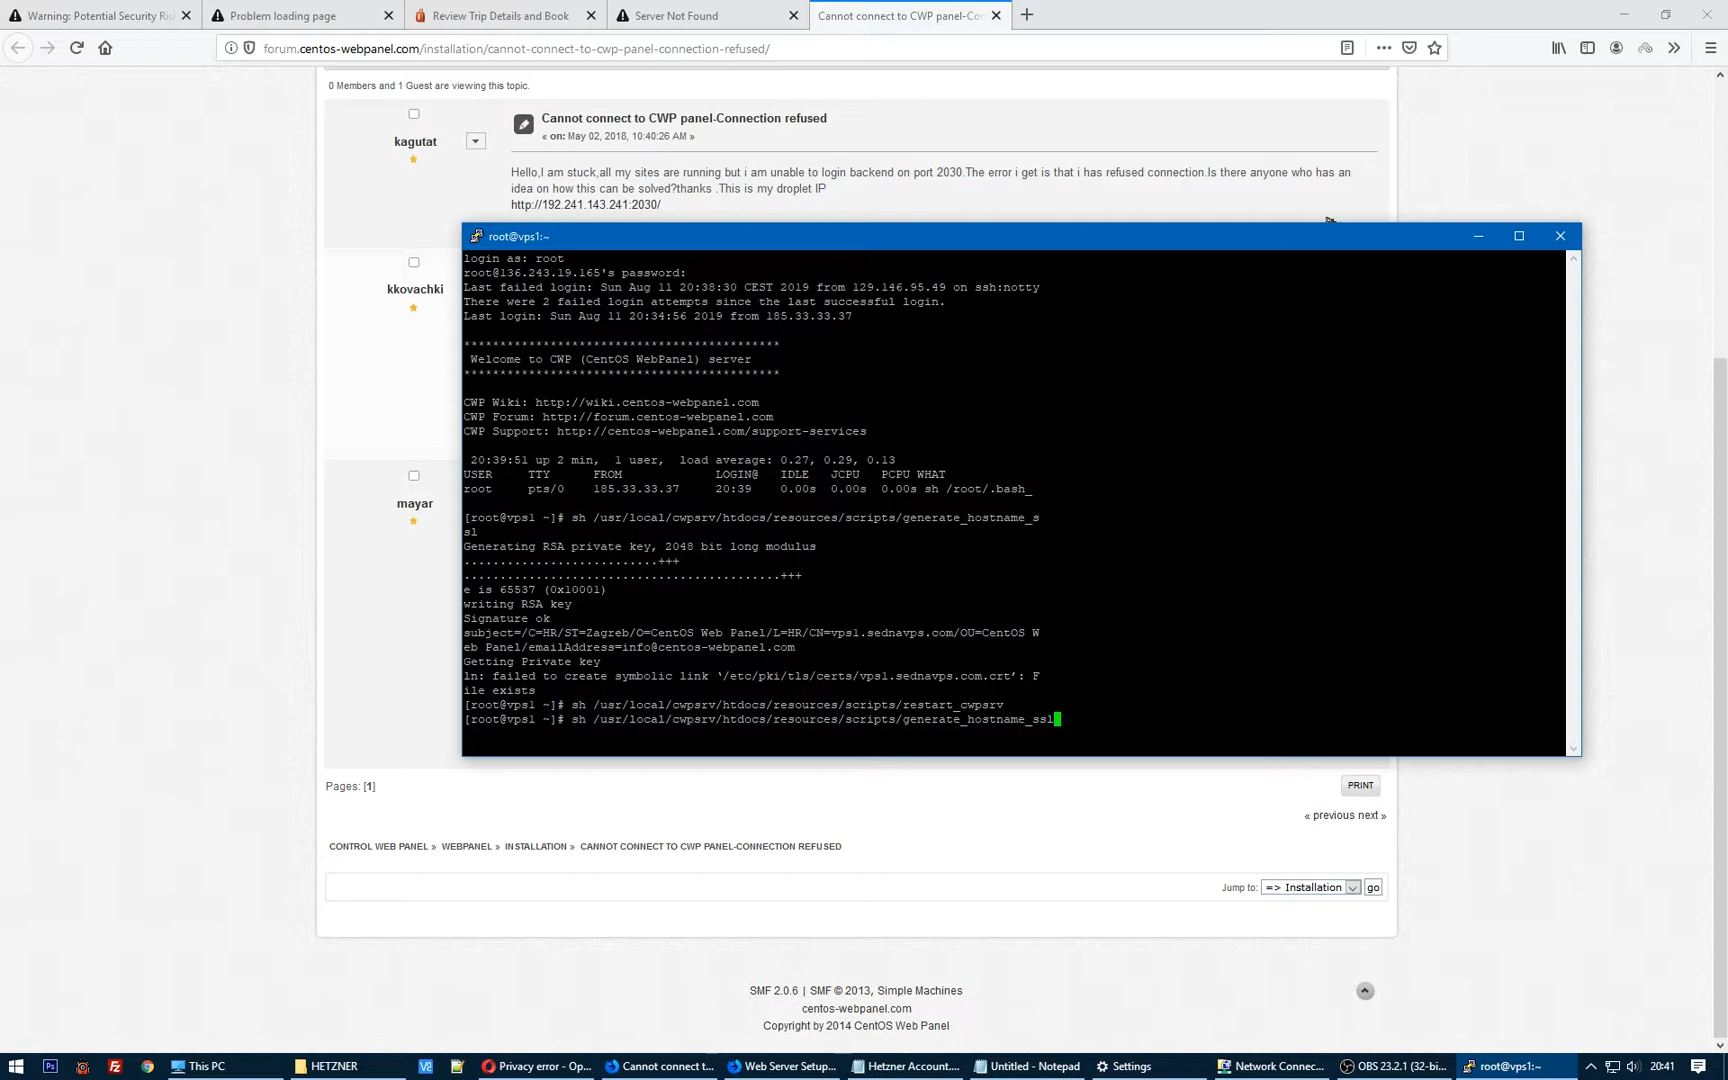 Warning: Potential Security Ris
Problem loading page
Review Trip Details and Book
Server Not Found
Cannot connect to CWP panel-Con
forum.centos-webpanel.com/installation/cannot-connect-to-cwp-panel-connection-refused/
0 Members and 1 Guest are viewing this topic.
kagutat
Cannot connect to CWP panel-Connection refused
« on: May 02, 2018, 10:40:26 AM »
Hello,I am stuck,all my sites are running but i am unable to login backend on port 2030.The error i get is that i has refused connection.Is there anyone who has an
idea on how this can be solved?thanks .This is my droplet IP
http://192.241.143.241:2030/
kkovachki
mayar
root@vps1:~
login as: root
root@136.243.19.165's password:
Last failed login: Sun Aug 11 20:38:30 CEST 2019 from 129.146.95.49 on ssh:notty
There were 2 failed login attempts since the last successful login.
Last login: Sun Aug 11 20:34:56 2019 from 185.33.33.37
********************************************
Welcome to CWP (CentOS WebPanel) server
********************************************
CWP Wiki: http://wiki.centos-webpanel.com
CWP Forum: http://forum.centos-webpanel.com
CWP Support: http://centos-webpanel.com/support-services
20:39:51 up 2 min, 1 user, load average: 0.27, 0.29, 0.13
USER TTY FROM LOGIN@ IDLE JCPU PCPU WHAT
root pts/0 185.33.33.37 20:39 0.00s 0.00s 0.00s sh /root/.bash_
[root@vps1 ~]# sh /usr/local/cwpsrv/htdocs/resources/scripts/generate_hostname_s
sl
Generating RSA private key, 2048 bit long modulus
...........................+++
............................................+++
e is 65537 (0x10001)
writing RSA key
Signature ok
subject=/C=HR/ST=Zagreb/O=CentOS Web Panel/L=HR/CN=vps1.sednavps.com/OU=CentOS W
eb Panel/emailAddress=info@centos-webpanel.com
Getting Private key
ln: failed to create symbolic link ‘/etc/pki/tls/certs/vps1.sednavps.com.crt’: F
ile exists
[root@vps1 ~]# sh /usr/local/cwpsrv/htdocs/resources/scripts/restart_cwpsrv
[root@vps1 ~]# sh /usr/local/cwpsrv/htdocs/resources/scripts/generate_hostname_ssl
Pages: [1]
PRINT
« previous next »
CONTROL WEB PANEL » WEBPANEL » INSTALLATION » CANNOT CONNECT TO CWP PANEL-CONNECTION REFUSED
Jump to: => Installation go
SMF 2.0.6 | SMF © 2013, Simple Machines
centos-webpanel.com
Copyright by 2014 CentOS Web Panel
This PC
HETZNER
Privacy error - Op...
Cannot connect t...
Web Server Setup...
Hetzner Account....
Untitled - Notepad
Settings
Network Connec...
OBS 23.2.1 (32-bi...
root@vps1:~
20:41